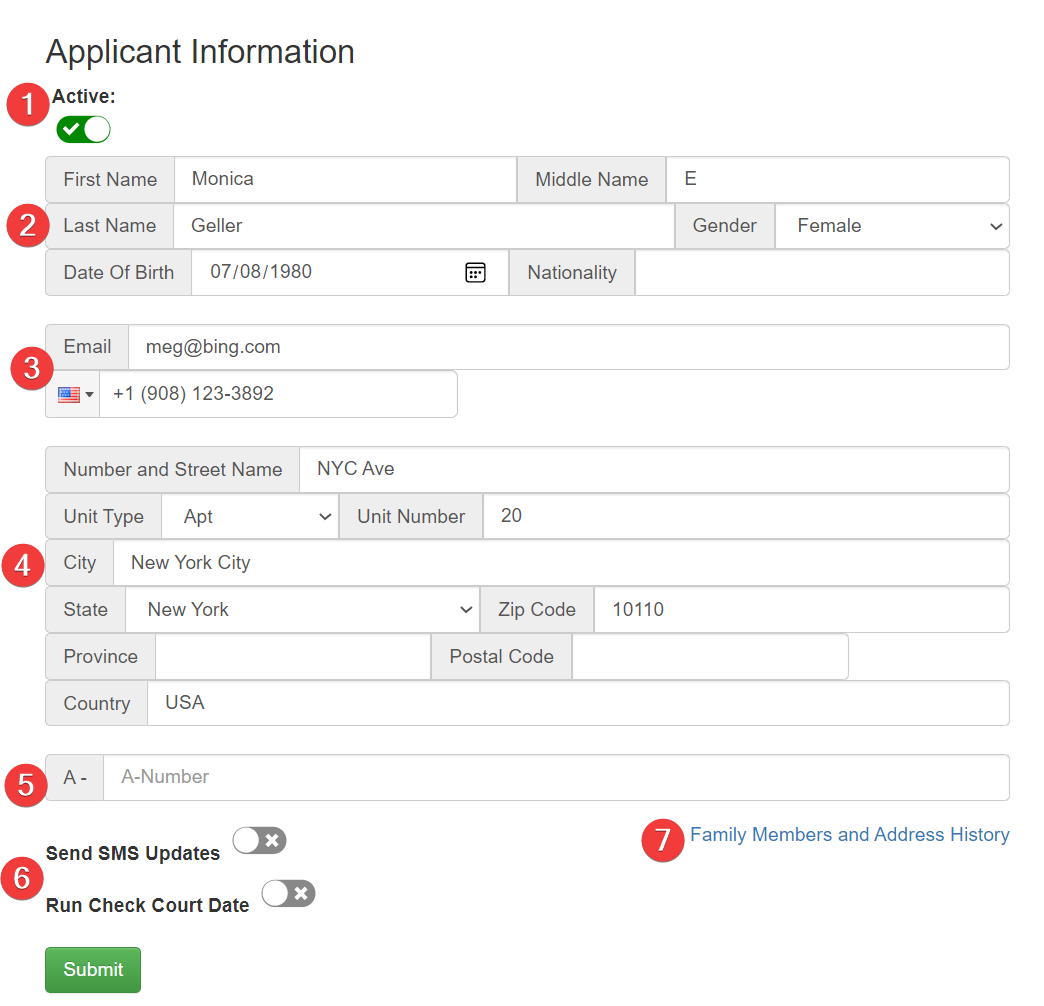 Applicant Information
1 Active:
First Name Monica Middle Name E
2 Last Name Geller Gender Female
Date Of Birth 07/08/1980 Nationality
Email meg@bing.com
3
+1 (908) 123-3892
Number and Street Name NYC Ave
Unit Type Apt Unit Number 20
4 City New York City
State New York Zip Code 10110
Province Postal Code
Country USA
5 A - A-Number
Send SMS Updates 7 Family Members and Address History
6
Run Check Court Date
Submit